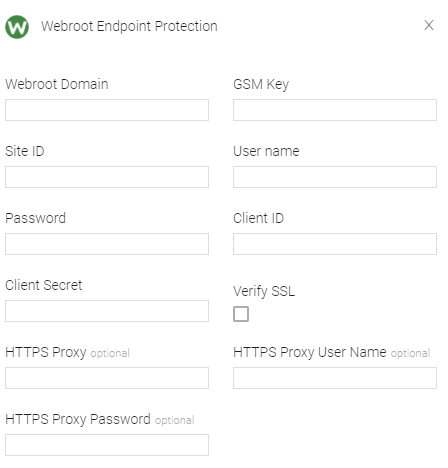 W Webroot Endpoint Protection X
Webroot Domain GSM Key
Site ID User name
Password Client ID
Client Secret Verify SSL
HTTPS Proxy optional HTTPS Proxy User Name optional
HTTPS Proxy Password optional